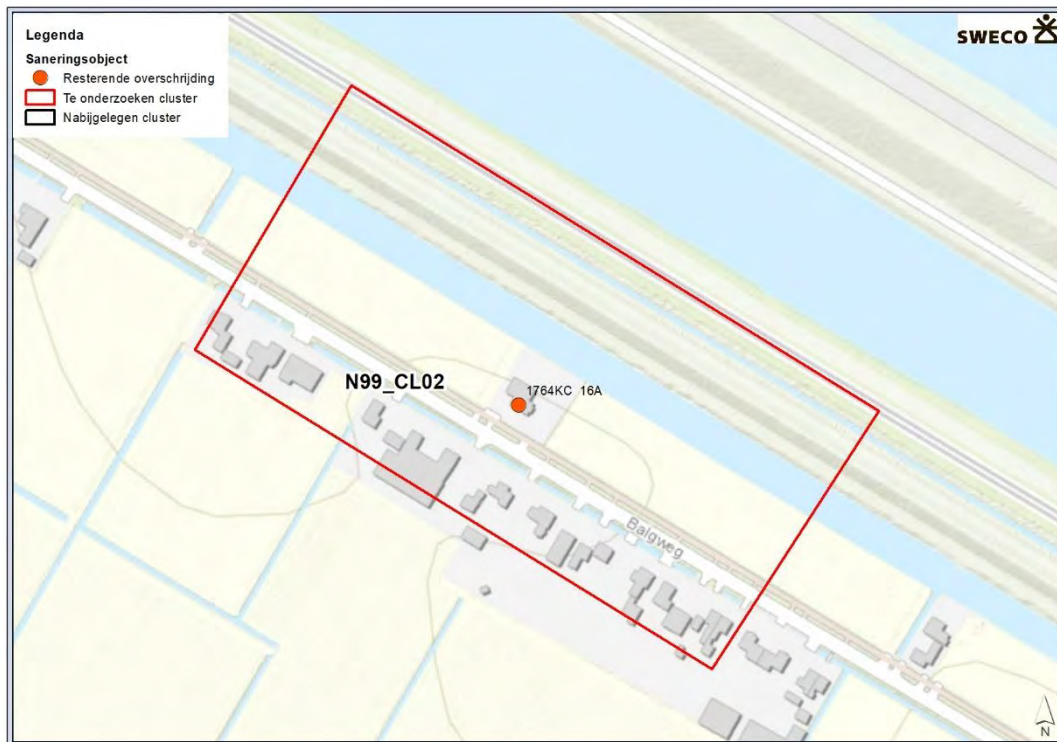 Legenda
Saneringsobject
Resterende overschrijding
Te onderzoeken cluster
Nabijgelegen cluster
SWECO
N99_CL02
1764KC 16A
Balgweg
N